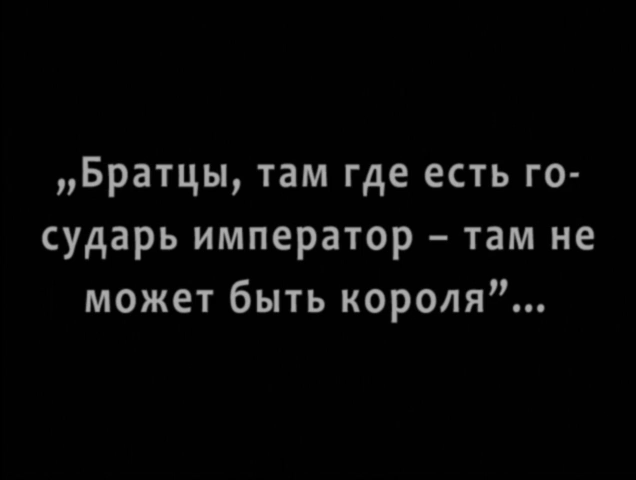 „Братцы, там где есть го-
сударь император – там не
может быть короля”...